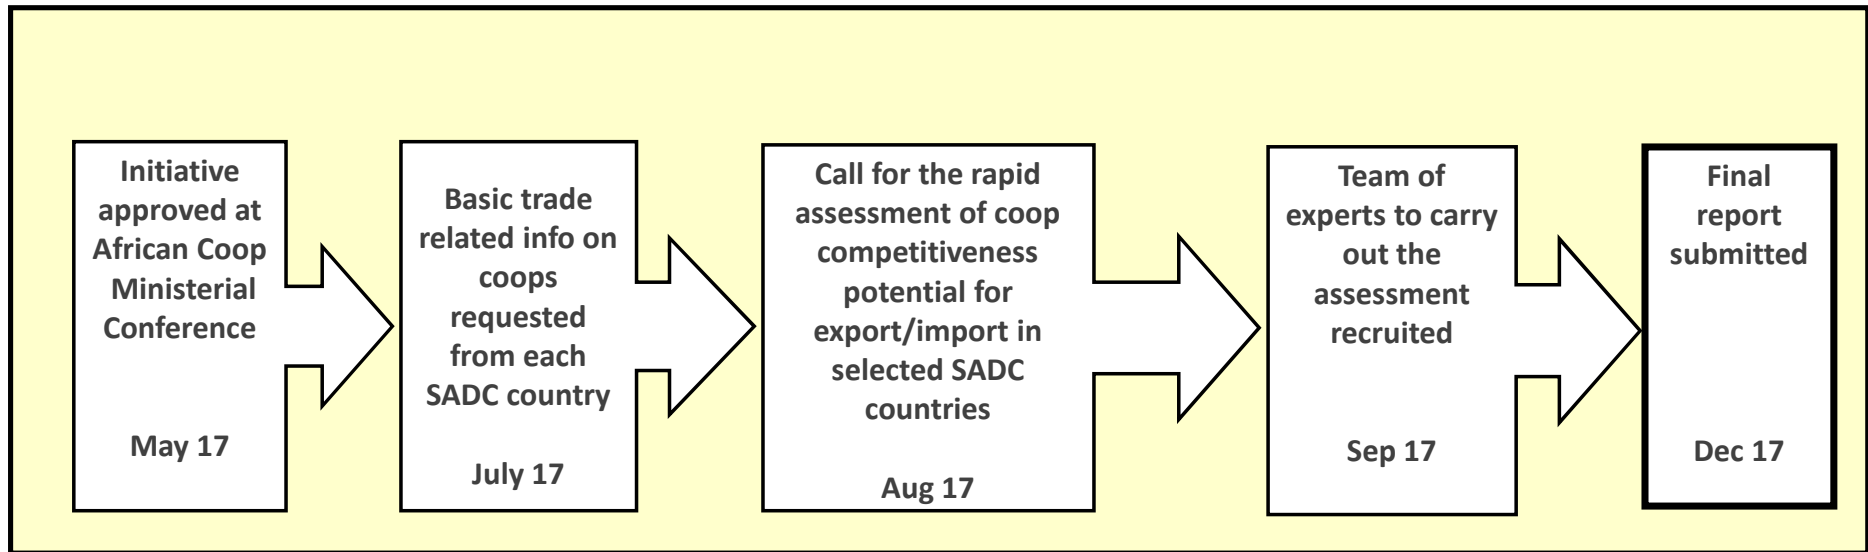 Initiative
approved at
African Coop
Ministerial
Conference
May 17
Basic trade
related info on
coops
requested
from each
SADC country
July 17
Call for the rapid
assessment of coop
competitiveness
potential for
export/import in
selected SADC
countries
Aug 17
Team of
experts to carry
out the
assessment
recruited
Sep 17
Final
report
submitted
Dec 17